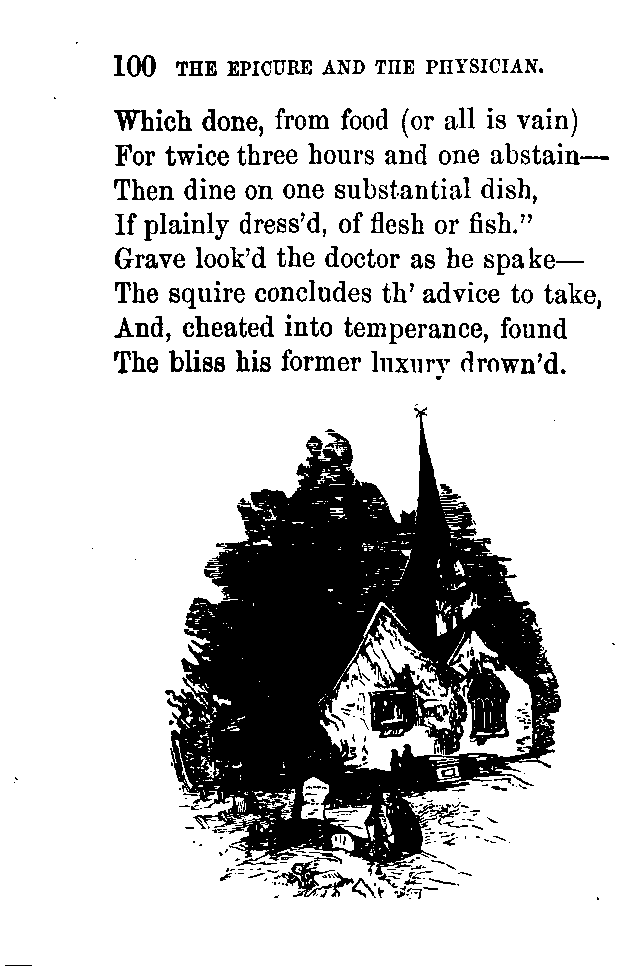 100 THE EPICURE AND THE PHYSICIAN.
Which done, from food (or all is vain)
For twice three hours and one abstain—
Then dine on one substantial dish,
If plainly dress'd, of flesh or fish."
Grave look'd the doctor as he spake—
The squire concludes th' advice to take,
And, cheated into temperance, found
The bliss his former luxury drown'd.